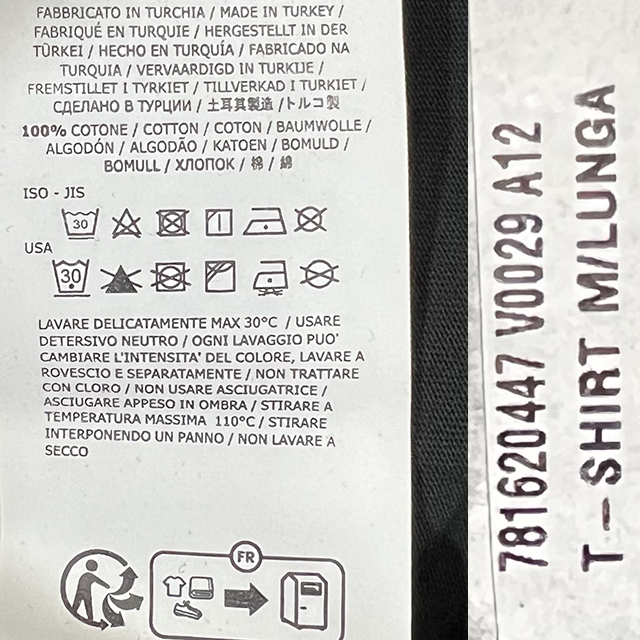 FABBRICATO IN TURCHIA / MADE IN TURKEY /
FABRIQUÉ EN TURQUIE / HERGESTELLT IN DER
TÜRKEI / HECHO EN TURQUÍA / FABRICADO NA
TURQUIA / VERVAARDIGD IN TURKIJE /
FREMSTILLET I TYRKIET / TILLVERKAD I TURKIET /
СДЕЛАНО В ТУРЦИИ / 土耳其製造 / トルコ製
100% COTONE / COTTON / COTON / BAUMWOLLE /
ALGODÓN / ALGODÃO / KATOEN / BOMULD /
BOMULL / ХЛОПОК / 棉 / 綿
ISO - JIS
30
USA
30
LAVARE DELICATAMENTE MAX 30°C / USARE
DETERSIVO NEUTRO / OGNI LAVAGGIO PUO'
CAMBIARE L'INTENSITA' DEL COLORE, LAVARE A
ROVESCIO E SEPARATAMENTE / NON TRATTARE
CON CLORO / NON USARE ASCIUGATRICE /
ASCIUGARE APPESO IN OMBRA / STIRARE A
TEMPERATURA MASSIMA 110°C / STIRARE
INTERPONENDO UN PANNO / NON LAVARE A
SECCO
FR
781620447 V0029 A12
T-SHIRT M/LUNGA